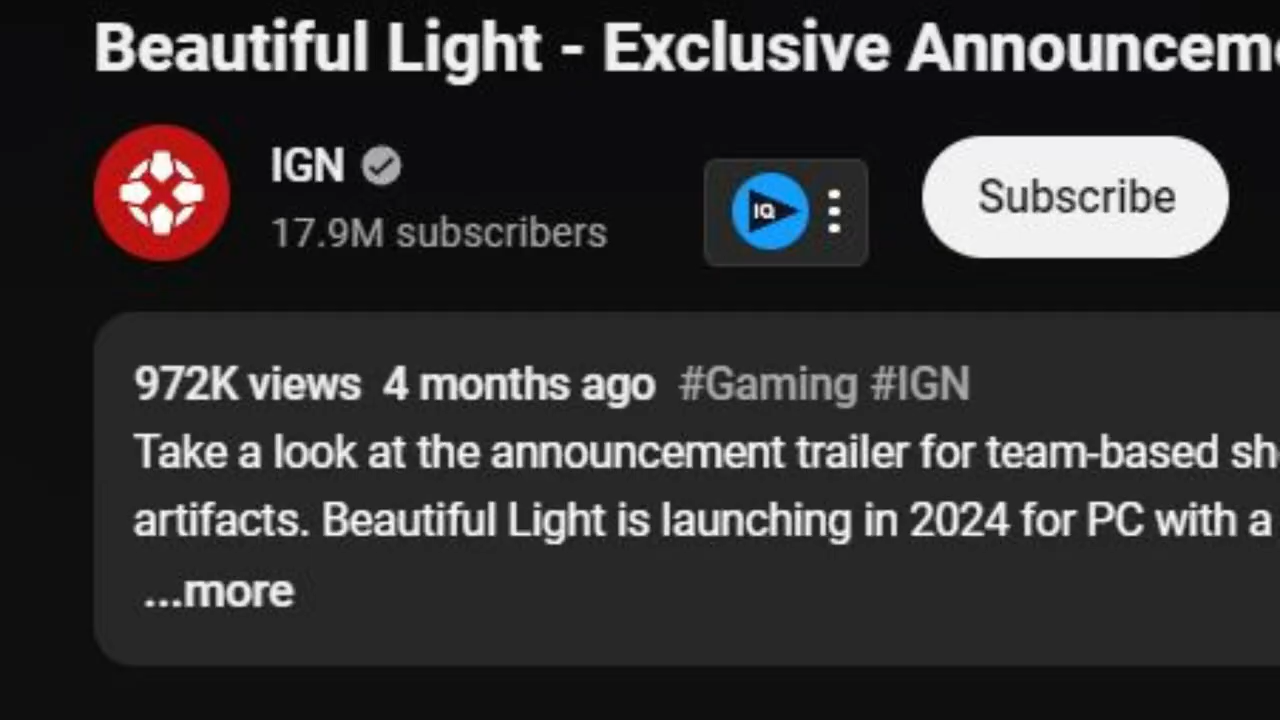 Beautiful Light - Exclusive Announcem
IGN
17.9M subscribers
IQ
Subscribe
972K views 4 months ago #Gaming #IGN
Take a look at the announcement trailer for team-based sh
artifacts. Beautiful Light is launching in 2024 for PC with a
...more